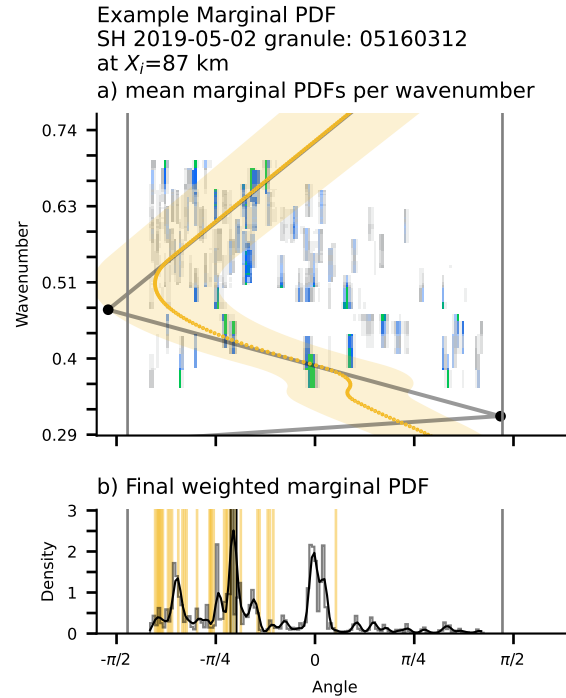 Example Marginal PDF
SH 2019-05-02 granule: 05160312
at Xᵢ=87 km
a) mean marginal PDFs per wavenumber
0.74
0.63
0.51
0.4
0.29
Wavenumber
b) Final weighted marginal PDF
3
2
1
0
Density
-π/2
-π/4
0
π/4
π/2
Angle